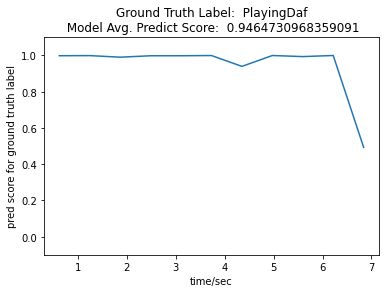 Ground Truth Label:  PlayingDaf
Model Avg. Predict Score:  0.9464730968359091
1.0
0.8
0.6
0.4
0.2
0.0
pred score for ground truth label
1 2 3 4 5 6 7
time/sec